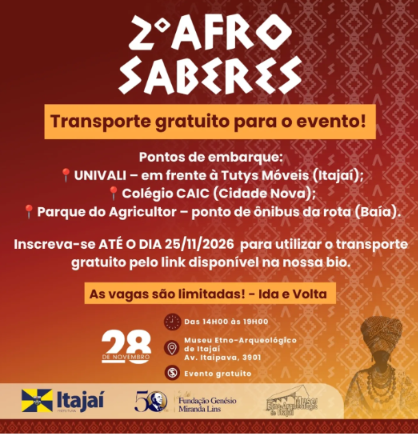 2º AFRO
SABERES
Transporte gratuito para o evento!
Pontos de embarque:
📍UNIVALI – em frente à Tutys Móveis (Itajaí);
📍Colégio CAIC (Cidade Nova);
📍Parque do Agricultor – ponto de ônibus da rota (Baía).
Inscreva-se ATÉ O DIA 25/11/2026 para utilizar o transporte
gratuito pelo link disponível na nossa bio.
As vagas são limitadas! - Ida e Volta
28
DE NOVEMBRO
Das 14H00 às 19H00
Museu Etno-Arqueológico
de Itajaí
Av. Itaipava, 3901
Evento gratuito
Itajaí
50
Fundação Genésio
Miranda Lins